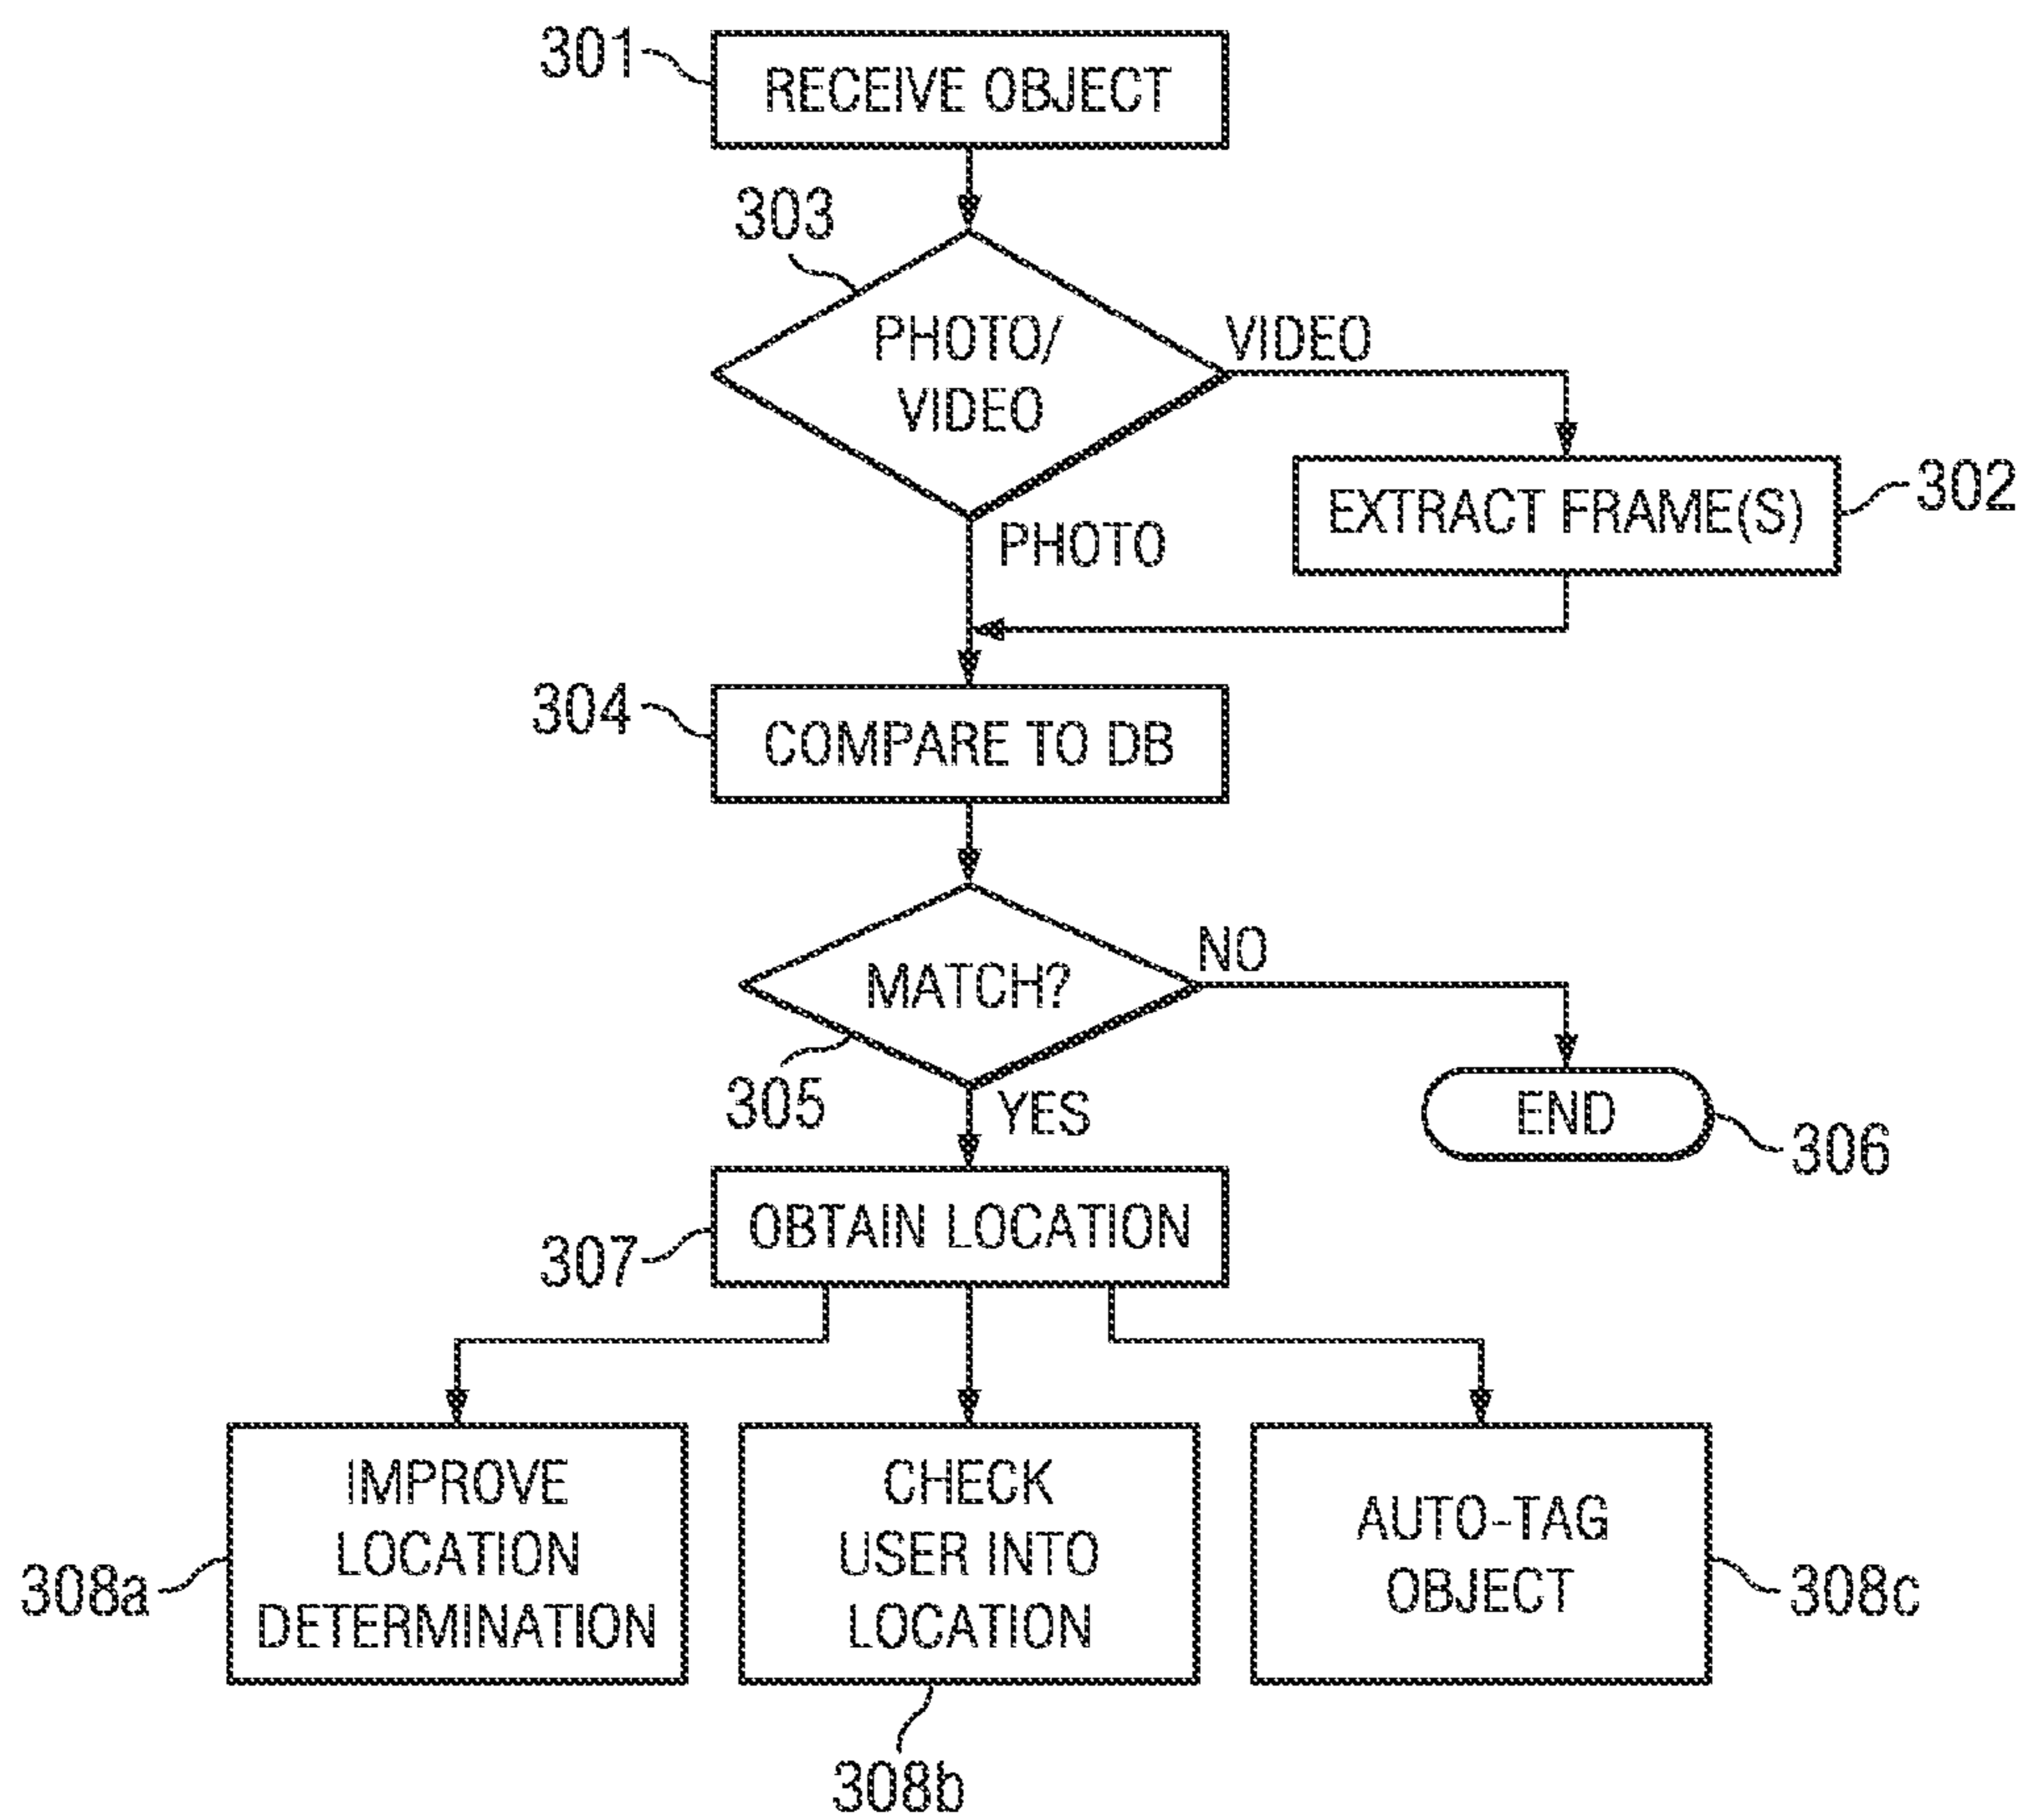 301
RECEIVE OBJECT
303
PHOTO/
VIDEO
VIDEO
EXTRACT FRAME(S)
302
PHOTO
304
COMPARE TO DB
MATCH?
NO
305
YES
END
306
OBTAIN LOCATION
307
IMPROVE
LOCATION
DETERMINATION
308a
CHECK
USER INTO
LOCATION
308b
AUTO-TAG
OBJECT
308c